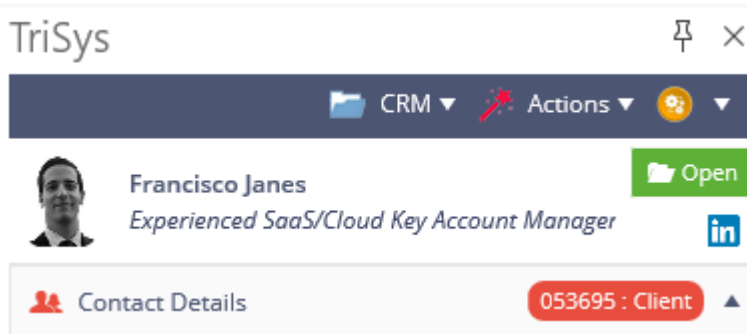 TriSys
CRM Actions
Francisco Janes
Open
Experienced SaaS/Cloud Key Account Manager
in
Contact Details 053695 : Client